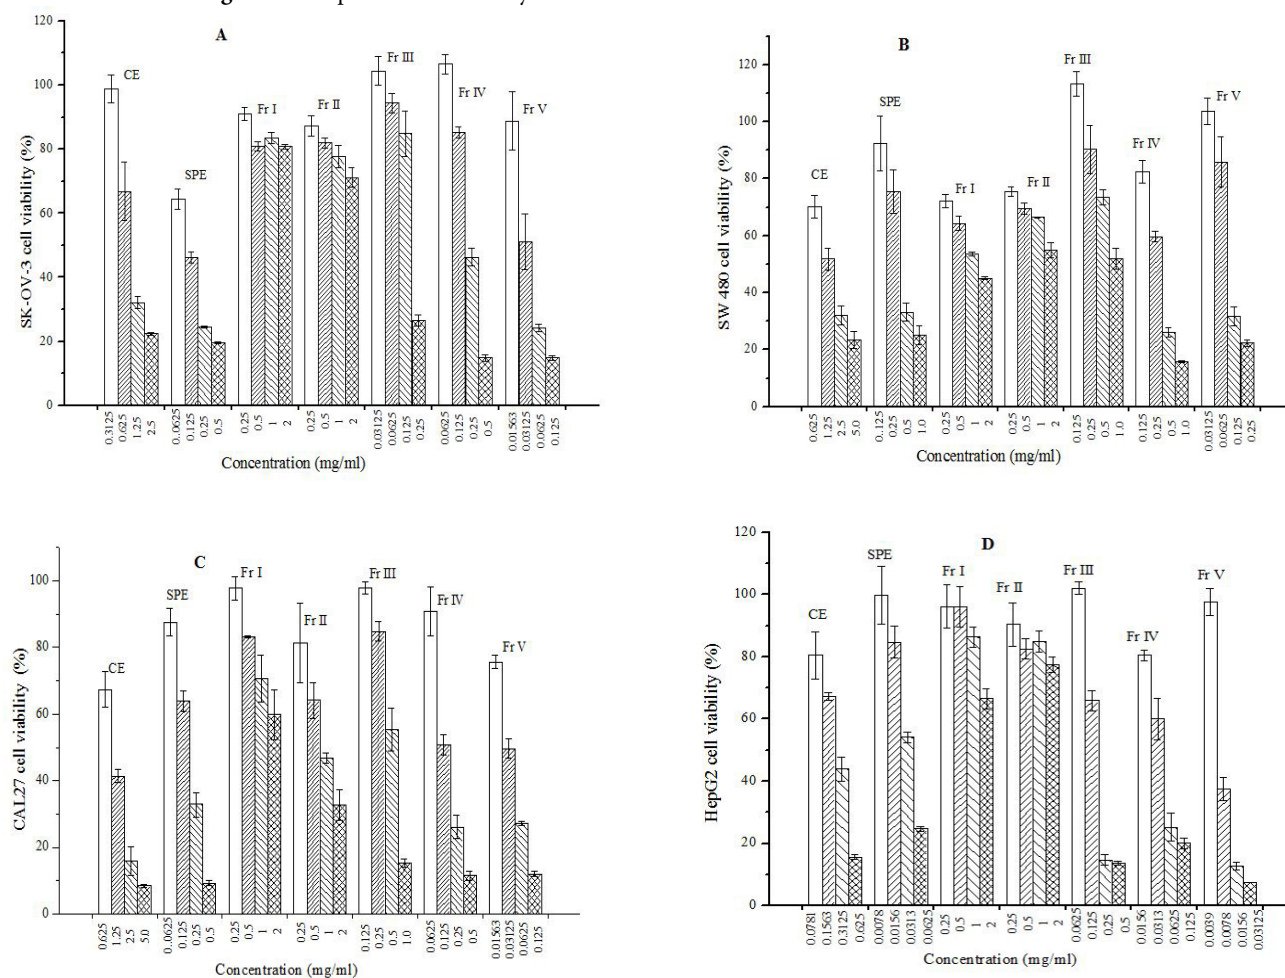 A
120
100
80
60
40
20
0
SK-OV-3 cell viability (%)
CE
SPE
Fr I
Fr II
Fr III
Fr IV
Fr V
0.3125 0.625 1.25 2.5 0..0625 0.125 0.25 0.5 0.25 0.5 1 2 0.25 0.5 1 2 0.03125 0.0625 0.125 0.25 0.0625 0.125 0.25 0.5 0.01563 0.03125 0.0625 0.125
Concentration (mg/ml)
B
120
100
80
60
40
20
0
SW 480 cell viability (%)
CE
SPE
Fr I
Fr II
Fr III
Fr IV
Fr V
0.625 1.25 2.5 5.0 0..125 0.25 0.5 1.0 0.25 0.5 1 2 0.25 0.5 1 2 0.125 0.25 0.5 1.0 0.125 0.25 0.5 1.0 0.03125 0.0625 0.125 0.25
Concentration (mg/ml)
C
100
80
60
40
20
0
CAL27 cell viability (%)
CE
SPE
Fr I
Fr II
Fr III
Fr IV
Fr V
0.625 1.25 2.5 5.0 0..0625 0.125 0.25 0.5 0.25 0.5 1 2 0.25 0.5 1 2 0.125 0.25 0.5 1.0 0.0625 0.125 0.25 0.5 0.01563 0.03125 0.0625 0.125
Concentration (mg/ml)
D
120
100
80
60
40
20
0
HepG2 cell viability (%)
CE
SPE
Fr I
Fr II
Fr III
Fr IV
Fr V
0.0781 0.1563 0.3125 0.625 0.0078 0.0156 0.0313 0.0625 0.25 0.5 1 2 0.25 0.5 1 2 0.0625 0.125 0.25 0.5 0.0156 0.0313 0.0625 0.125 0.0039 0.0078 0.0156 0.03125
Concentration (mg/ml)